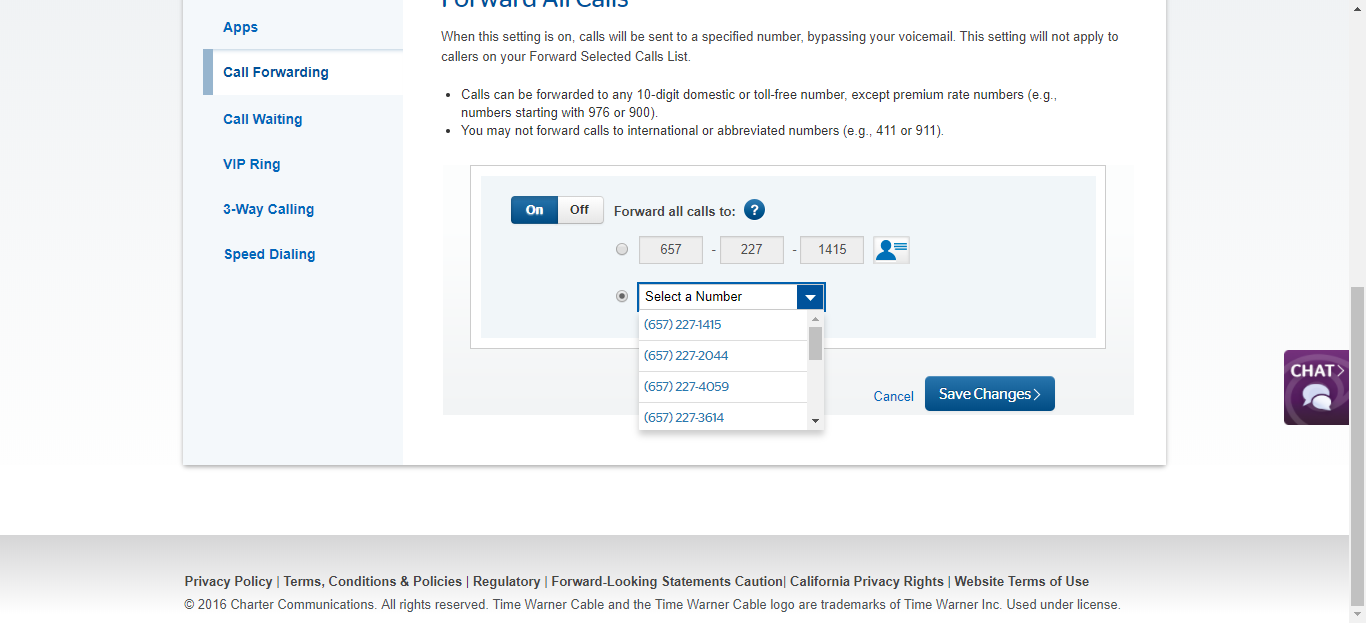 Forward All Calls
Apps
Call Forwarding
Call Waiting
VIP Ring
3-Way Calling
Speed Dialing
When this setting is on, calls will be sent to a specified number, bypassing your voicemail. This setting will not apply to
callers on your Forward Selected Calls List.
• Calls can be forwarded to any 10-digit domestic or toll-free number, except premium rate numbers (e.g.,
numbers starting with 976 or 900).
• You may not forward calls to international or abbreviated numbers (e.g., 411 or 911).
On Off Forward all calls to: ?
657 - 227 - 1415
Select a Number
(657) 227-1415
(657) 227-2044
(657) 227-4059
(657) 227-3614
Cancel Save Changes
CHAT
Privacy Policy | Terms, Conditions & Policies | Regulatory | Forward-Looking Statements Caution| California Privacy Rights | Website Terms of Use
© 2016 Charter Communications. All rights reserved. Time Warner Cable and the Time Warner Cable logo are trademarks of Time Warner Inc. Used under license.